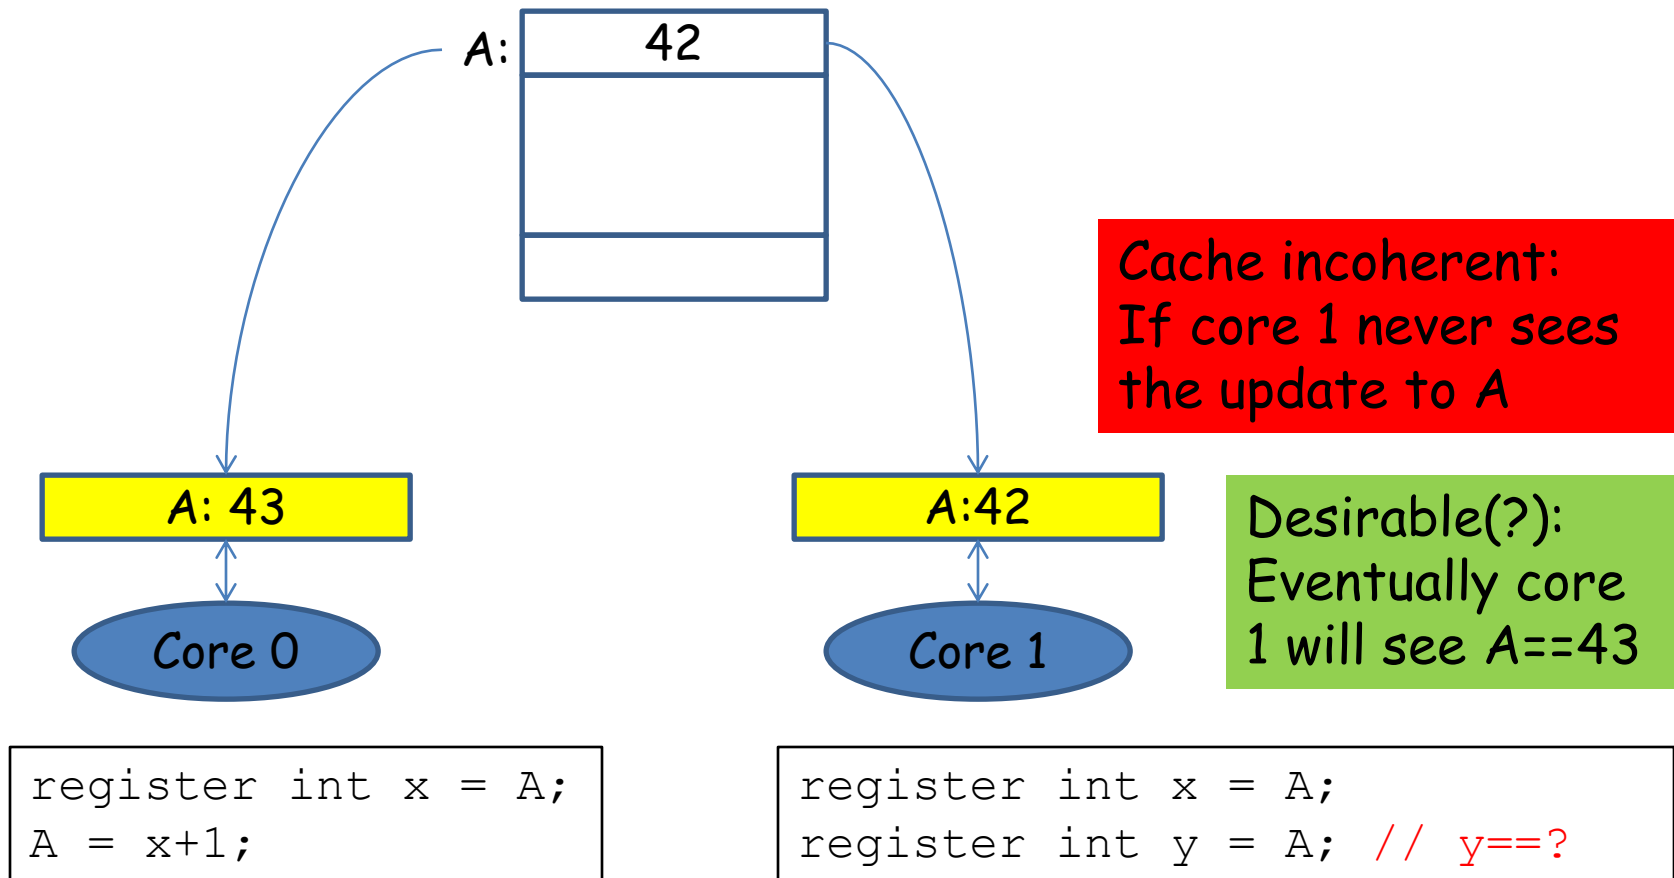 A: 42
Cache incoherent:
If core 1 never sees
the update to A
A: 43
A:42
Desirable(?):
Eventually core
1 will see A==43
Core 0
Core 1
register int x = A;
A = x+1;
register int x = A;
register int y = A; // y==?